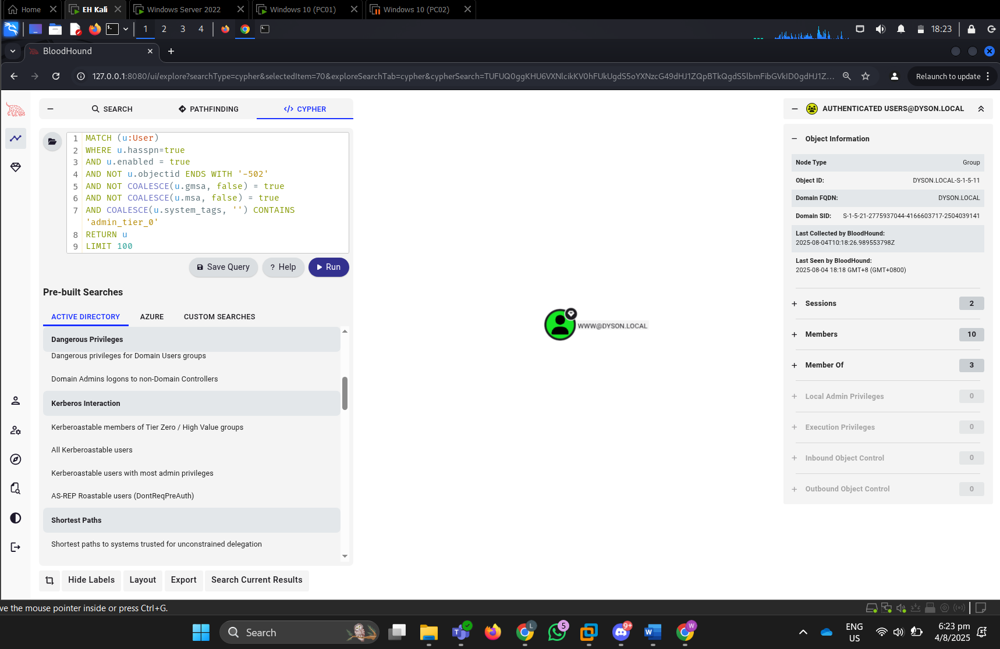 Home
EH Kali
Windows Server 2022
Windows 10 (PC01)
Windows 10 (PC02)
1 2 3 4
18:23
BloodHound
127.0.0.1:8080/ui/explore?searchType=cypher&selectedItem=70&exploreSearchTab=cypher&cypherSearch=TUFUQ0ggKHU6VXNlcikKV0hFUkUgdS5oYXNzcG49dHJ1ZQpBTkQgdS5lbmFibGVkID0gdHJ1Z...
Relaunch to update
SEARCH
PATHFINDING
CYPHER
1 MATCH (u:User)
2 WHERE u.hasspn=true
3 AND u.enabled = true
4 AND NOT u.objectid ENDS WITH '-502'
5 AND NOT COALESCE(u.gmsa, false) = true
6 AND NOT COALESCE(u.msa, false) = true
7 AND COALESCE(u.system_tags, '') CONTAINS
'admin_tier_0'
8 RETURN u
9 LIMIT 100
Save Query
? Help
Run
Pre-built Searches
ACTIVE DIRECTORY
AZURE
CUSTOM SEARCHES
Dangerous Privileges
Dangerous privileges for Domain Users groups
Domain Admins logons to non-Domain Controllers
Kerberos Interaction
Kerberoastable members of Tier Zero / High Value groups
All Kerberoastable users
Kerberoastable users with most admin privileges
AS-REP Roastable users (DontReqPreAuth)
Shortest Paths
Shortest paths to systems trusted for unconstrained delegation
Hide Labels
Layout
Export
Search Current Results
WWW@DYSON.LOCAL
AUTHENTICATED USERS@DYSON.LOCAL
Object Information
Node Type Group
Object ID: DYSON.LOCAL-S-1-5-11
Domain FQDN: DYSON.LOCAL
Domain SID: S-1-5-21-2775937044-4166603717-2504039141
Last Collected by BloodHound:
2025-08-04T10:18:26.989553798Z
Last Seen by BloodHound:
2025-08-04 18:18 GMT+8 (GMT+0800)
Sessions 2
Members 10
Member Of 3
Local Admin Privileges 0
Execution Privileges 0
Inbound Object Control 0
Outbound Object Control 0
ve the mouse pointer inside or press Ctrl+G.
Search
L
5
9+
W
ENG
US
6:23 pm
4/8/2025